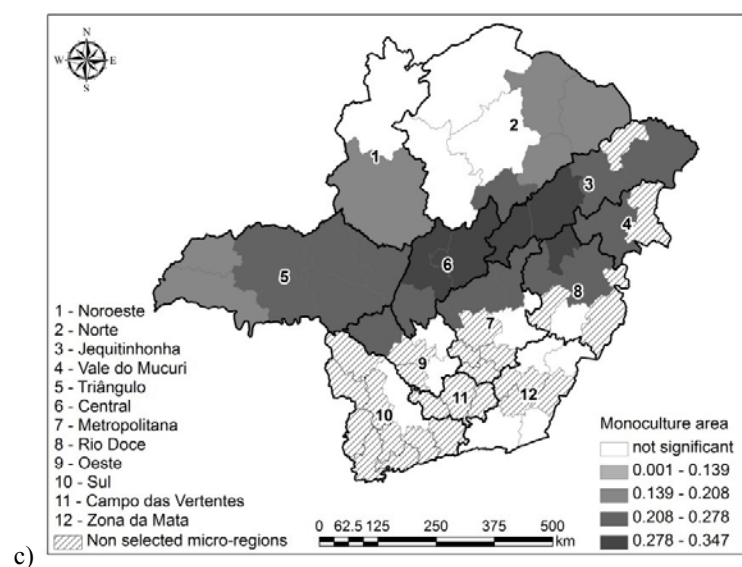 N
W E
S
2
1
3
4
6
5
8
7
9
11
12
10
1 - Noroeste
2 - Norte
3 - Jequitinhonha
4 - Vale do Mucuri
5 - Triângulo
6 - Central
7 - Metropolitana
8 - Rio Doce
9 - Oeste
10 - Sul
11 - Campo das Vertentes
12 - Zona da Mata
Non selected micro-regions
0 62.5 125 250 375 500
km
Monoculture area
not significant
0.001 - 0.139
0.139 - 0.208
0.208 - 0.278
0.278 - 0.347
c)